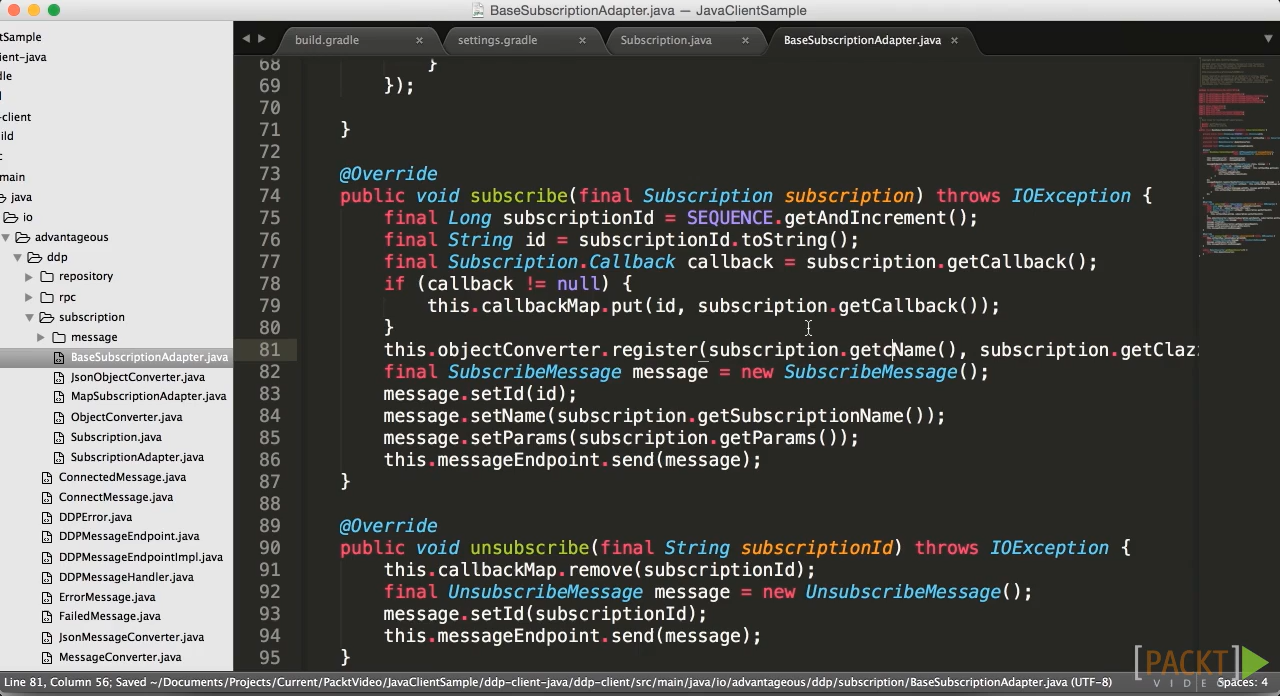 BaseSubscriptionAdapter.java — JavaClientSample
tSample
ent-java
build.gradle
settings.gradle
Subscription.java
BaseSubscriptionAdapter.java
dle
-client
ild
main
java
io
advantageous
ddp
repository
rpc
subscription
message
BaseSubscriptionAdapter.java
JsonObjectConverter.java
MapSubscriptionAdapter.java
ObjectConverter.java
Subscription.java
SubscriptionAdapter.java
ConnectedMessage.java
ConnectMessage.java
DDPError.java
DDPMessageEndpoint.java
DDPMessageEndpointImpl.java
DDPMessageHandler.java
ErrorMessage.java
FailedMessage.java
JsonMessageConverter.java
MessageConverter.java
68 }
69 });
70
71 }
72
73 @Override
74 public void subscribe(final Subscription subscription) throws IOException {
75 final Long subscriptionId = SEQUENCE.getAndIncrement();
76 final String id = subscriptionId.toString();
77 final Subscription.Callback callback = subscription.getCallback();
78 if (callback != null) {
79 this.callbackMap.put(id, subscription.getCallback());
80 }
81 this.objectConverter.register(subscription.getcName(), subscription.getClaz
82 final SubscribeMessage message = new SubscribeMessage();
83 message.setId(id);
84 message.setName(subscription.getSubscriptionName());
85 message.setParams(subscription.getParams());
86 this.messageEndpoint.send(message);
87 }
88
89 @Override
90 public void unsubscribe(final String subscriptionId) throws IOException {
91 this.callbackMap.remove(subscriptionId);
92 final UnsubscribeMessage message = new UnsubscribeMessage();
93 message.setId(subscriptionId);
94 this.messageEndpoint.send(message);
95 }
[PACKT]
VIDEO
Line 81, Column 56; Saved ~/Documents/Projects/Current/PacktVideo/JavaClientSample/ddp-client-java/ddp-client/src/main/java/io/advantageous/ddp/subscription/BaseSubscriptionAdapter.java (UTF-8)
Spaces: 4